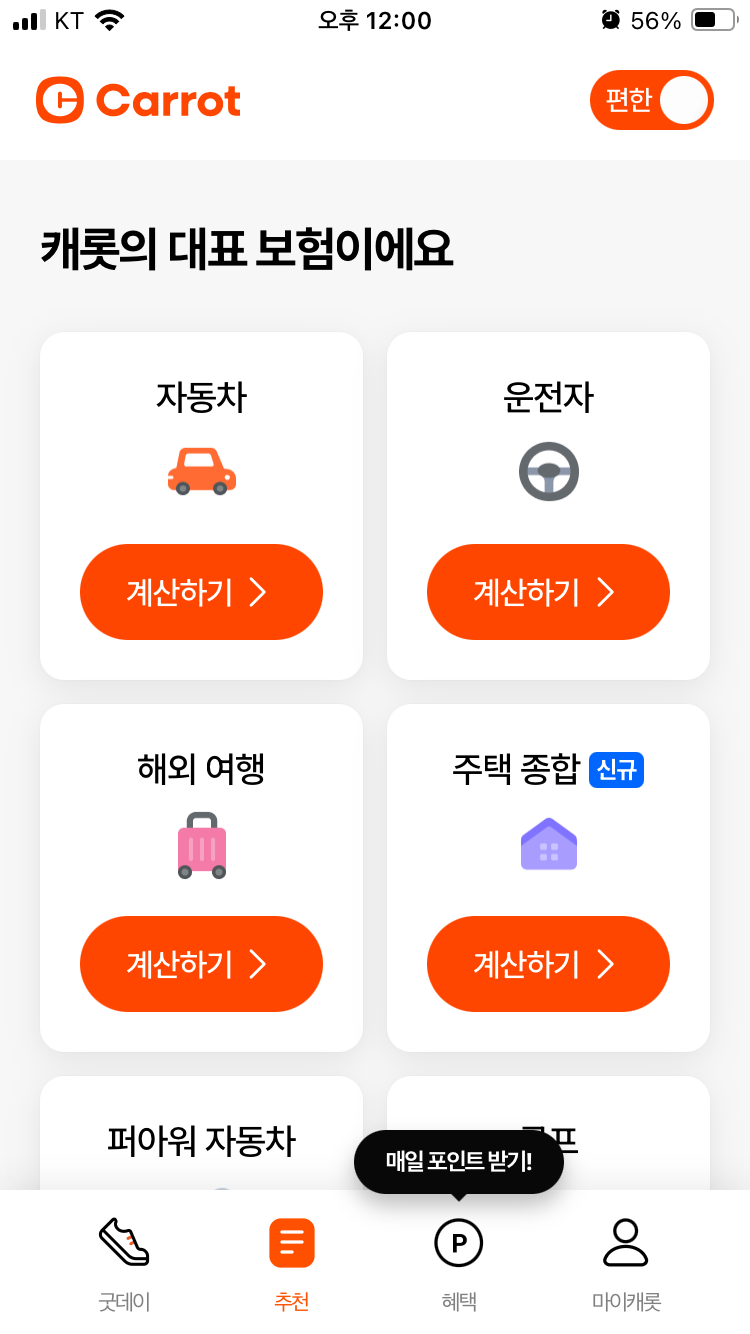 KT 오후 12:00 56%
Carrot 편한
캐롯의 대표 보험이에요
자동차 운전자
계산하기 계산하기
해외 여행 주택 종합 신규
계산하기 계산하기
퍼아워 자동차
매일 포인트 받기!
P
굿데이 추천 혜택 마이캐롯